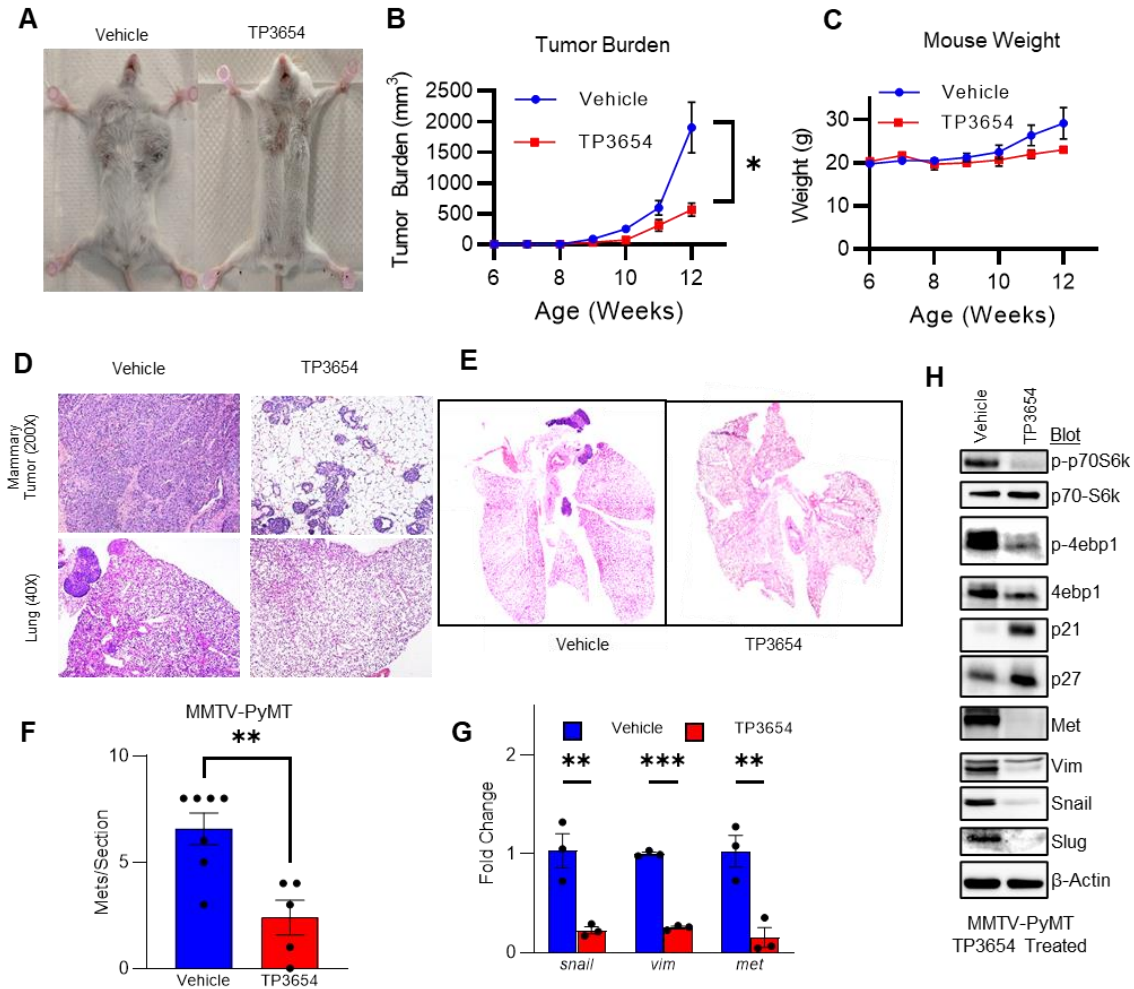 A
Vehicle
TP3654
B
Tumor Burden
Tumor Burden (mm³)
2500
2000
1500
1000
500
0
Vehicle
TP3654
*
6
8
10
12
Age (Weeks)
C
Mouse Weight
Weight (g)
30
20
10
0
Vehicle
TP3654
6
8
10
12
Age (Weeks)
D
Vehicle
TP3654
Mammary
Tumor (200X)
Lung (40X)
E
Vehicle
TP3654
F
MMTV-PyMT
**
Mets/Section
10
5
0
Vehicle
TP3654
G
Vehicle
TP3654
Fold Change
2
1
0
**
***
**
snail
vim
met
H
Vehicle
TP3654
Blot
p-p70S6k
p70-S6k
p-4ebp1
4ebp1
p21
p27
Met
Vim
Snail
Slug
β-Actin
MMTV-PyMT
TP3654 Treated